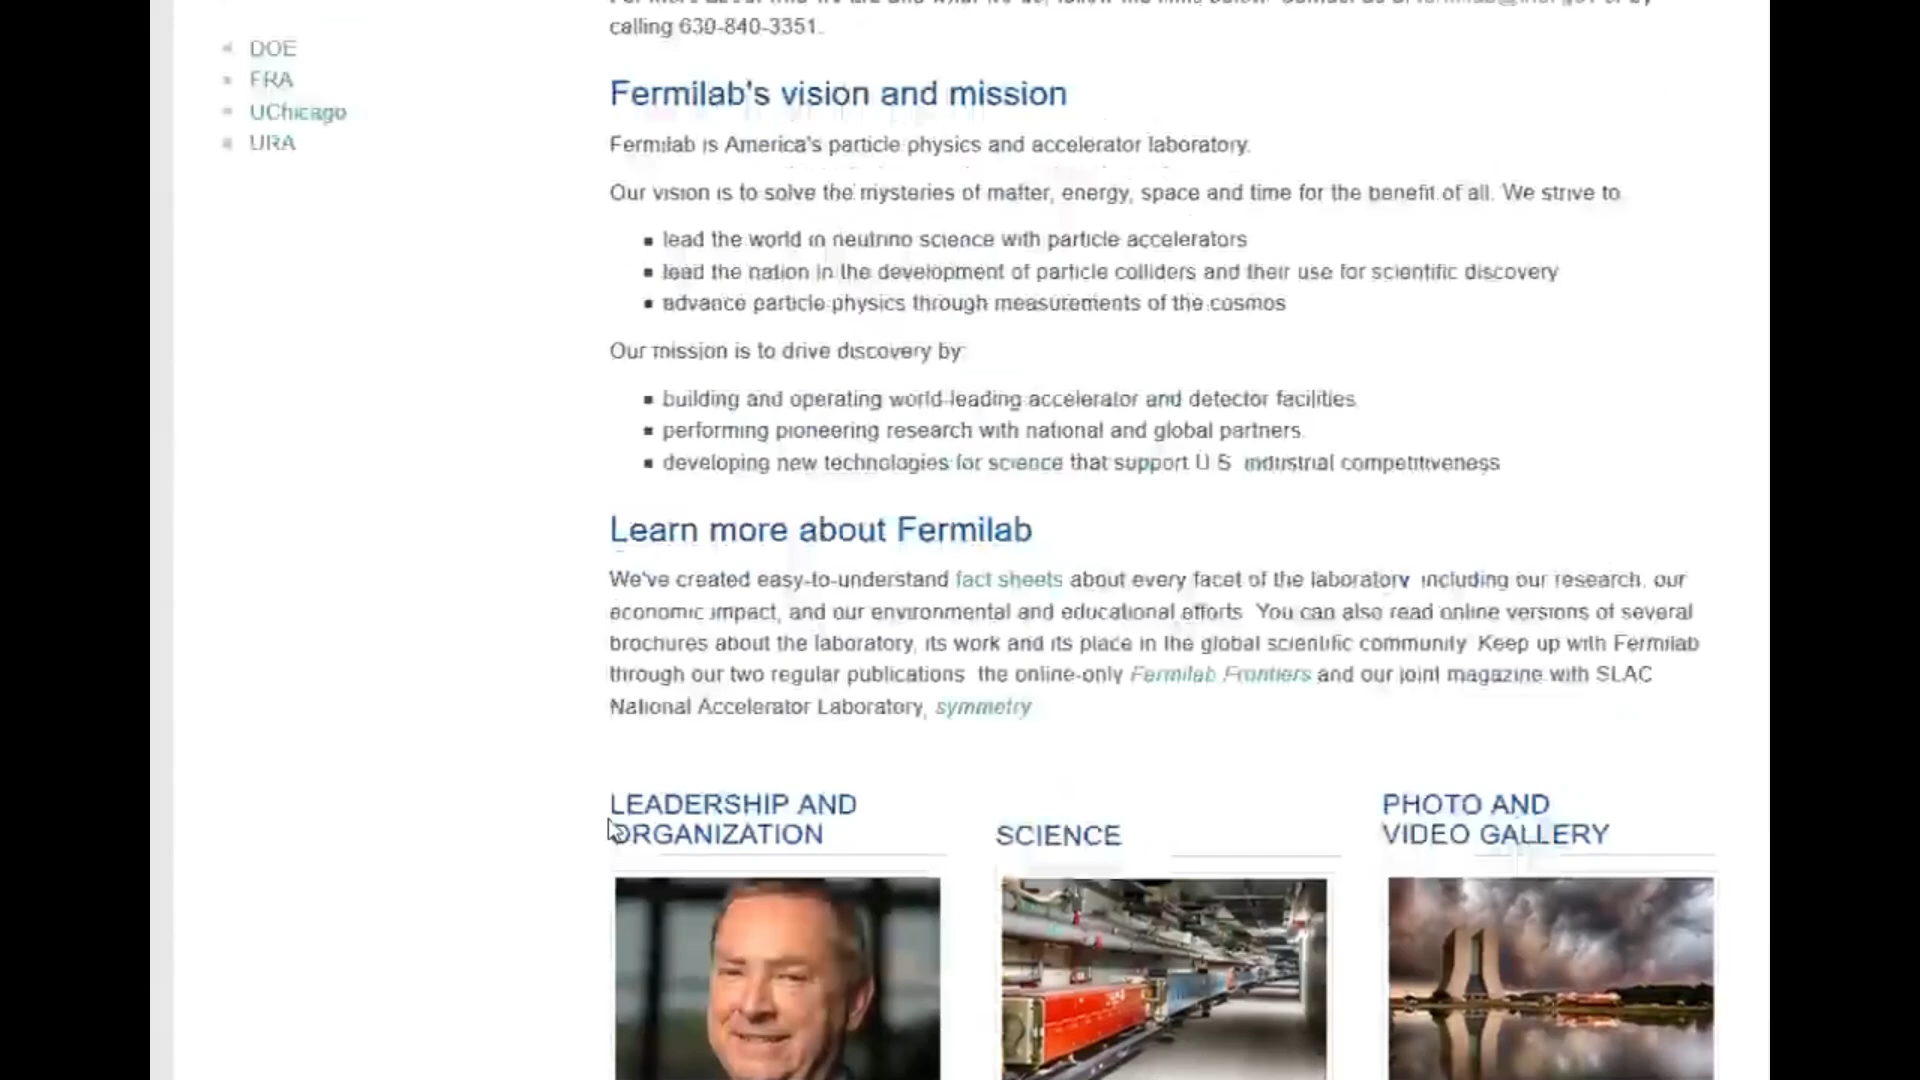 calling 630-840-3351.
DOE
FRA
UChicago
URA
Fermilab's vision and mission
Fermilab is America's particle physics and accelerator laboratory.
Our vision is to solve the mysteries of matter, energy, space and time for the benefit of all. We strive to
lead the world in neutrino science with particle accelerators
lead the nation in the development of particle colliders and their use for scientific discovery
advance particle physics through measurements of the cosmos
Our mission is to drive discovery by
building and operating world-leading accelerator and detector facilities
performing pioneering research with national and global partners
developing new technologies for science that support U S industrial competitiveness
Learn more about Fermilab
We've created easy-to-understand fact sheets about every facet of the laboratory including our research, our
economic impact, and our environmental and educational efforts You can also read online versions of several
brochures about the laboratory, its work and its place in the global scientific community Keep up with Fermilab
through our two regular publications the online-only Fermilab Frontiers and our joint magazine with SLAC
National Accelerator Laboratory, symmetry
LEADERSHIP AND
ORGANIZATION
SCIENCE
PHOTO AND
VIDEO GALLERY